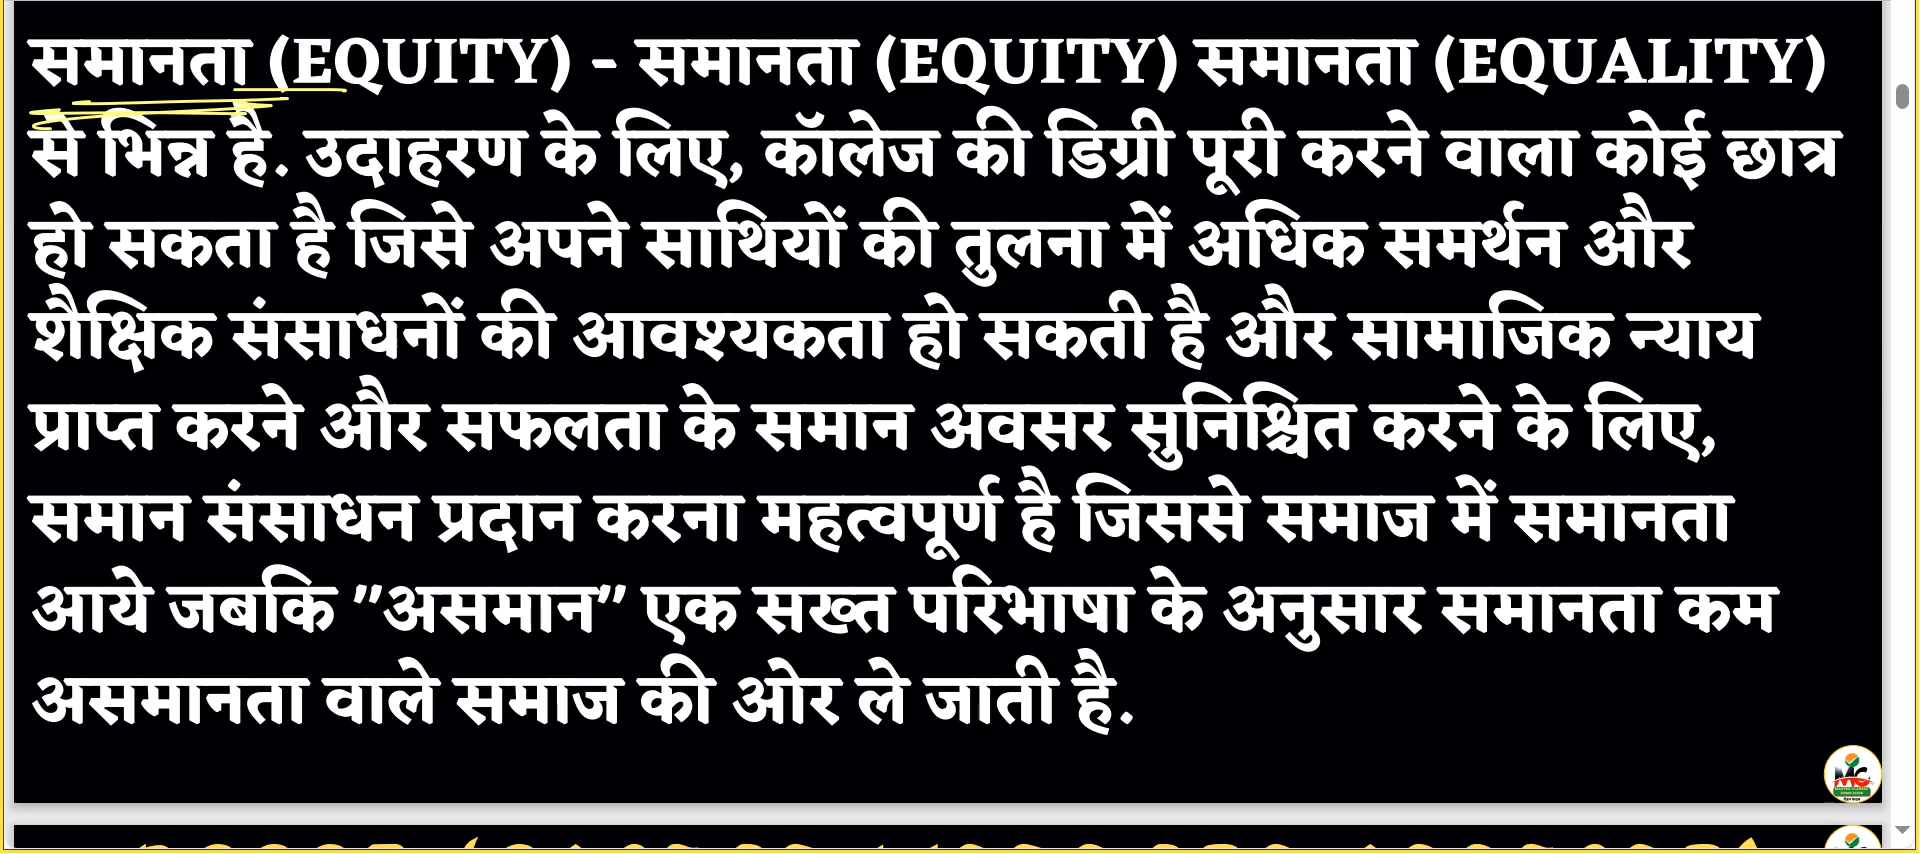 समानता (EQUITY) - समानता (EQUITY) समानता (EQUALITY)
से भिन्न है. उदाहरण के लिए, कॉलेज की डिग्री पूरी करने वाला कोई छात्र
हो सकता है जिसे अपने साथियों की तुलना में अधिक समर्थन और
शैक्षिक संसाधनों की आवश्यकता हो सकती है और सामाजिक न्याय
प्राप्त करने और सफलता के समान अवसर सुनिश्चित करने के लिए,
समान संसाधन प्रदान करना महत्वपूर्ण है जिससे समाज में समानता
आये जबकि "असमान" एक सख्त परिभाषा के अनुसार समानता कम
असमानता वाले समाज की ओर ले जाती है.
MC